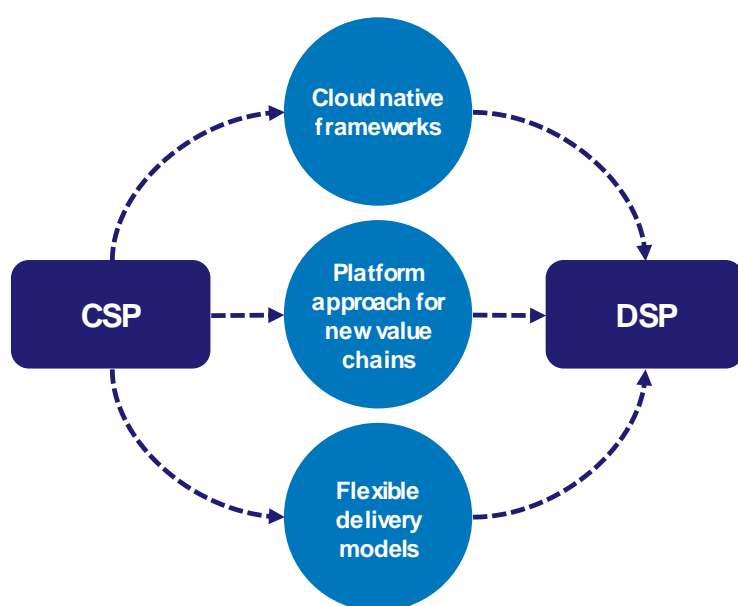 Cloud native
frameworks
CSP
Platform
approach for
new value
chains
DSP
Flexible
delivery
models